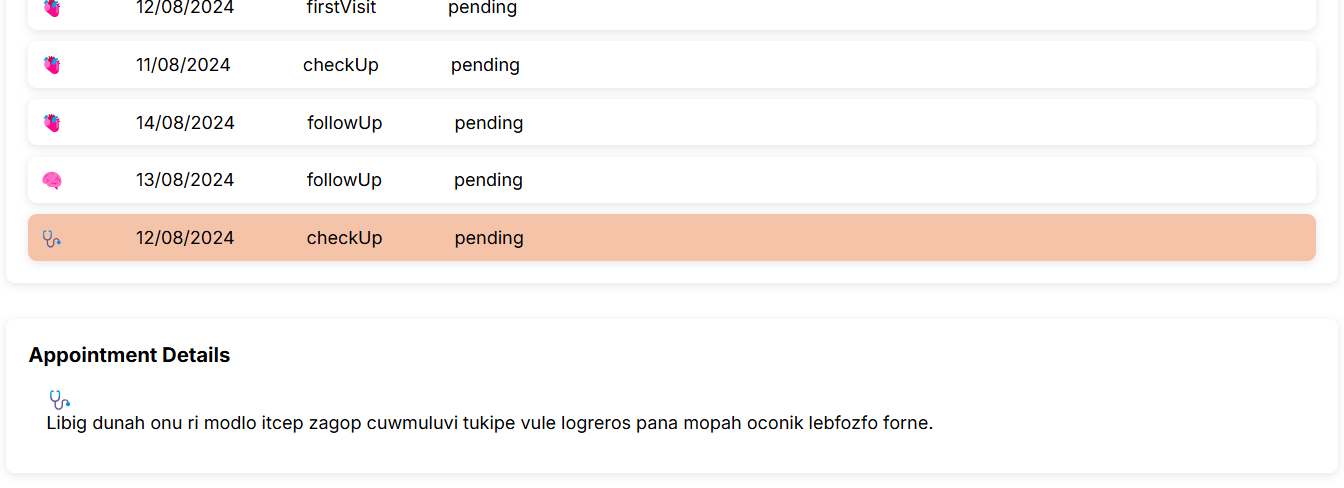 12/08/2024 firstVisit pending
11/08/2024 checkUp pending
14/08/2024 followUp pending
13/08/2024 followUp pending
12/08/2024 checkUp pending
Appointment Details
Libig dunah onu ri modlo itcep zagop cuwmuluvi tukipe vule logreros pana mopah oconik lebfozfo forne.